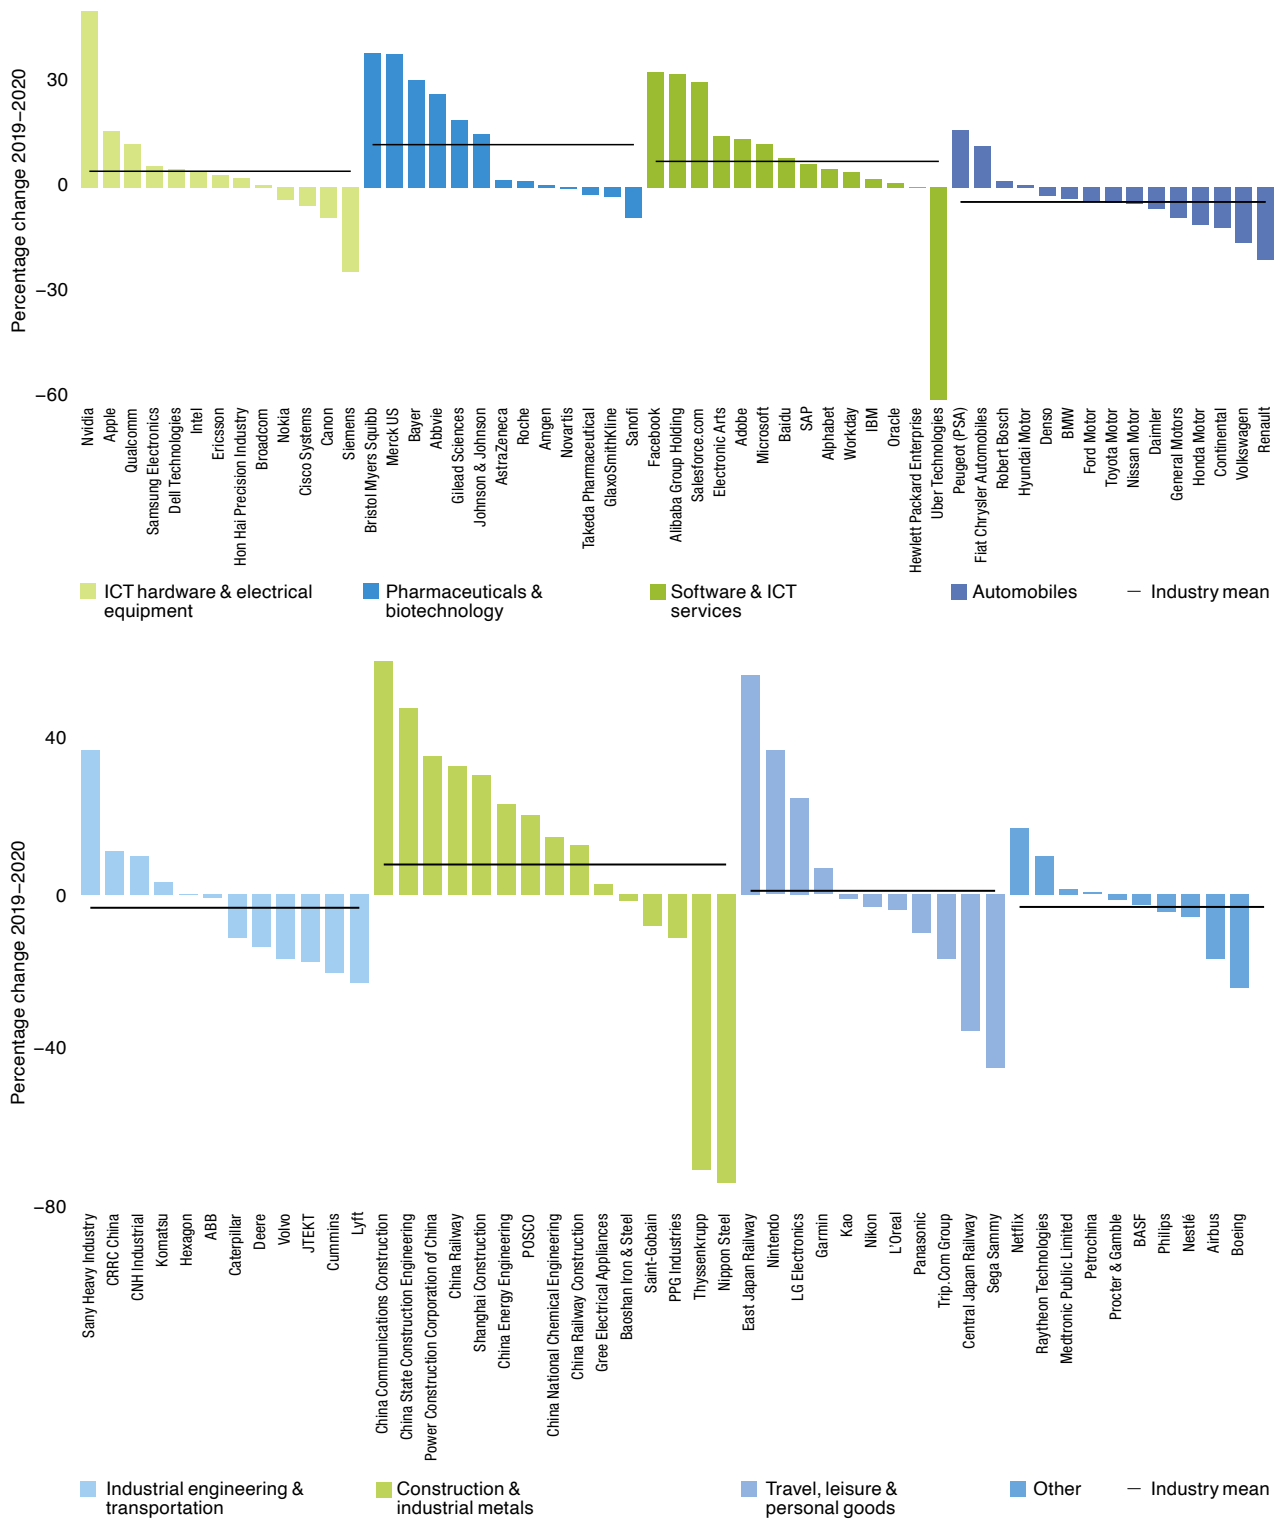 Percentage change 2019–2020
30
0
–30
–60
Nvidia
Apple
Qualcomm
Samsung Electronics
Dell Technologies
Intel
Ericsson
Hon Hai Precision Industry
Broadcom
Nokia
Cisco Systems
Canon
Siemens
Bristol Myers Squibb
Merck US
Bayer
Abbvie
Gilead Sciences
Johnson & Johnson
AstraZeneca
Roche
Amgen
Novartis
Takeda Pharmaceutical
GlaxoSmithKline
Sanofi
Facebook
Alibaba Group Holding
Salesforce.com
Electronic Arts
Adobe
Microsoft
Baidu
SAP
Alphabet
Workday
IBM
Oracle
Hewlett Packard Enterprise
Uber Technologies
Peugeot (PSA)
Fiat Chrysler Automobiles
Robert Bosch
Hyundai Motor
Denso
BMW
Ford Motor
Toyota Motor
Nissan Motor
Daimler
General Motors
Honda Motor
Continental
Volkswagen
Renault
ICT hardware & electrical
equipment
Pharmaceuticals &
biotechnology
Software & ICT
services
Automobiles
– Industry mean
Percentage change 2019–2020
40
0
–40
–80
Sany Heavy Industry
CRRC China
CNH Industrial
Komatsu
Hexagon
ABB
Caterpillar
Deere
Volvo
JTEKT
Cummins
Lyft
China Communications Construction
China State Construction Engineering
Power Construction Corporation of China
China Railway
Shanghai Construction
China Energy Engineering
POSCO
China National Chemical Engineering
China Railway Construction
Gree Electrical Appliances
Baoshan Iron & Steel
Saint-Gobain
PPG Industries
Thyssenkrupp
Nippon Steel
East Japan Railway
Nintendo
LG Electronics
Garmin
Kao
Nikon
L'Oreal
Panasonic
Trip.Com Group
Central Japan Railway
Sega Sammy
Netflix
Raytheon Technologies
Medtronic Public Limited
Petrochina
Procter & Gamble
BASF
Philips
Nestlé
Airbus
Boeing
Industrial engineering &
transportation
Construction &
industrial metals
Travel, leisure &
personal goods
Other
– Industry mean